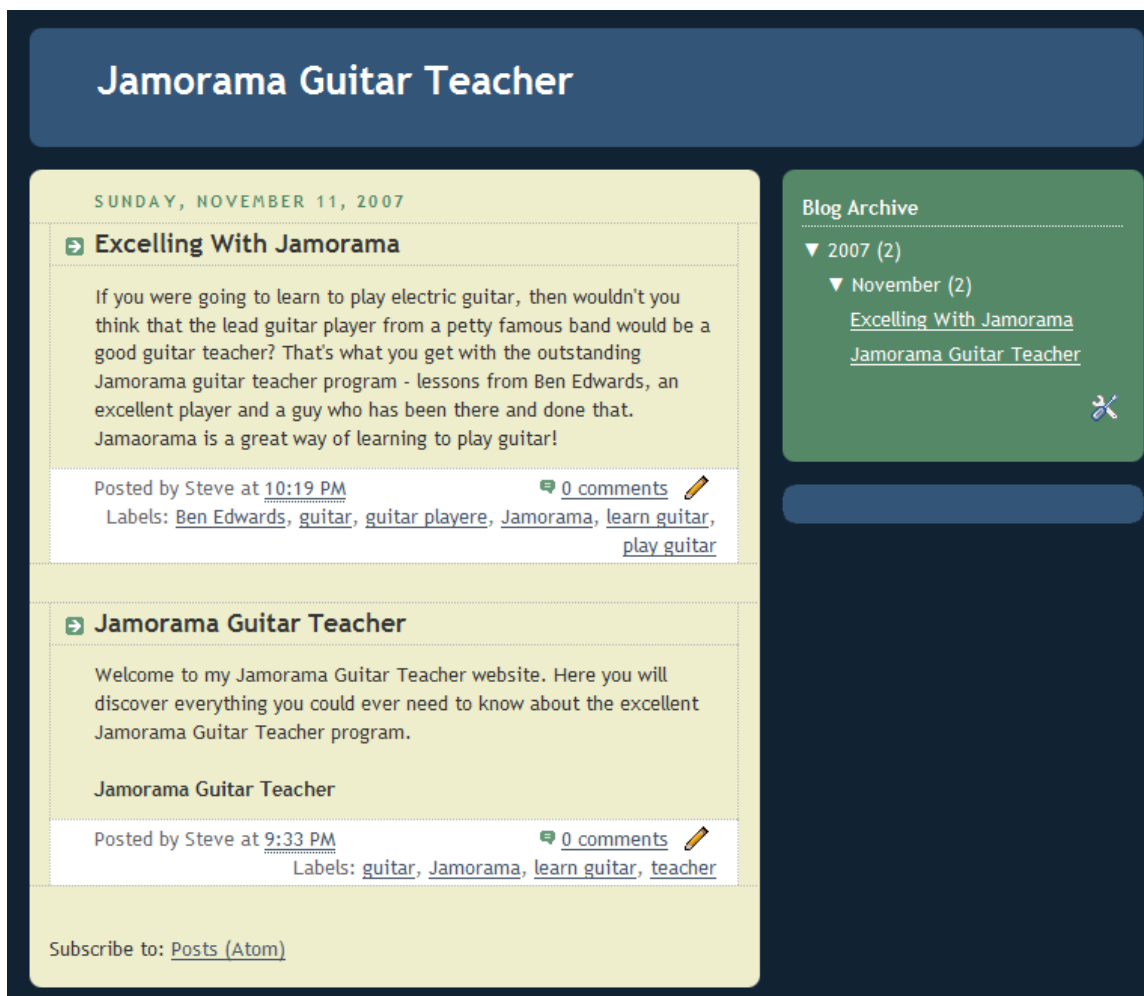 Jamorama Guitar Teacher
SUNDAY, NOVEMBER 11, 2007
Excelling With Jamorama
If you were going to learn to play electric guitar, then wouldn't you
think that the lead guitar player from a petty famous band would be a
good guitar teacher? That's what you get with the outstanding
Jamorama guitar teacher program - lessons from Ben Edwards, an
excellent player and a guy who has been there and done that.
Jamaorama is a great way of learning to play guitar!
Posted by Steve at 10:19 PM 0 comments
Labels: Ben Edwards, guitar, guitar playere, Jamorama, learn guitar,
play guitar
Jamorama Guitar Teacher
Welcome to my Jamorama Guitar Teacher website. Here you will
discover everything you could ever need to know about the excellent
Jamorama Guitar Teacher program.
Jamorama Guitar Teacher
Posted by Steve at 9:33 PM 0 comments
Labels: guitar, Jamorama, learn guitar, teacher
Subscribe to: Posts (Atom)
Blog Archive
▼ 2007 (2)
▼ November (2)
Excelling With Jamorama
Jamorama Guitar Teacher